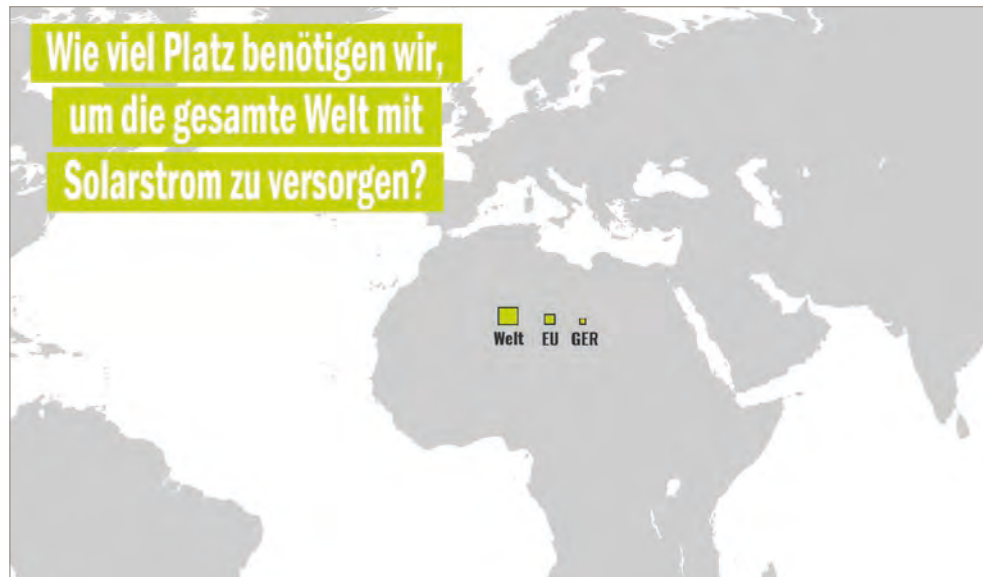 Wie viel Platz benötigen wir,
um die gesamte Welt mit
Solarstrom zu versorgen?
Welt EU GER